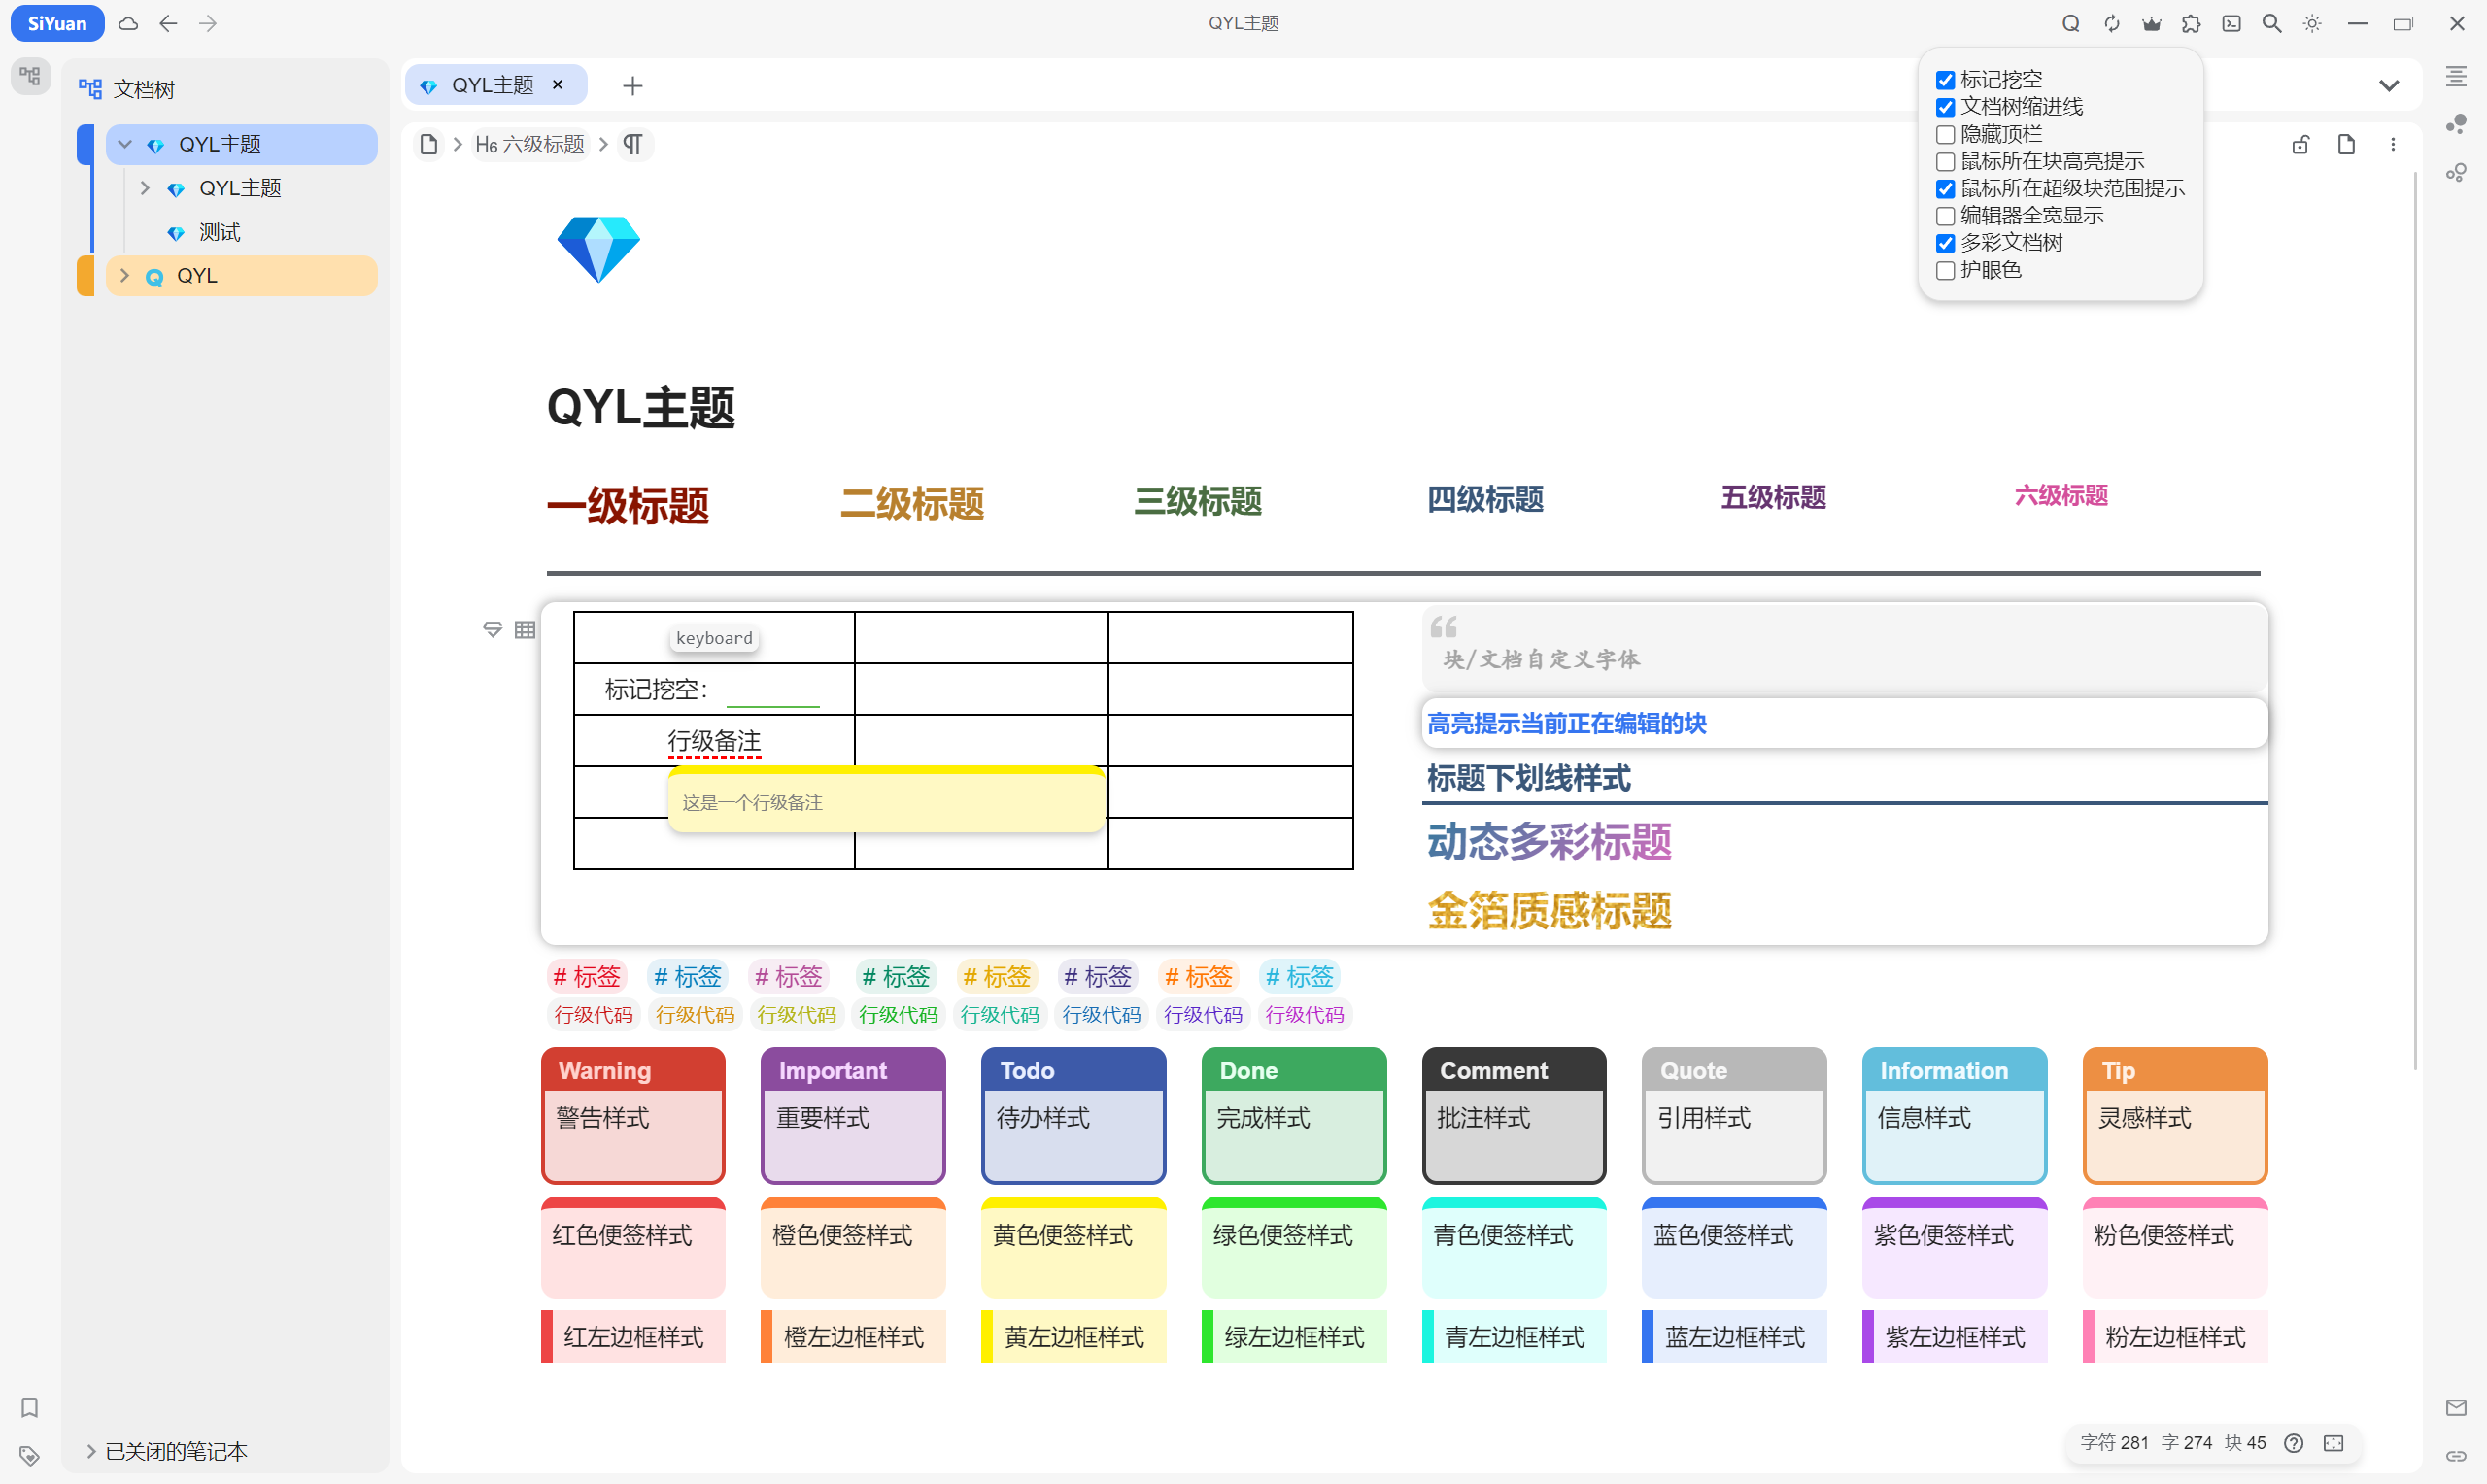 SiYuan
QYL主题
文档树
QYL主题
QYL主题
测试
QYL
已关闭的笔记本
QYL主题
H₆ 六级标题
标记挖空
文档树缩进线
隐藏顶栏
鼠标所在块高亮提示
鼠标所在超级块范围提示
编辑器全宽显示
多彩文档树
护眼色
QYL主题
一级标题 二级标题 三级标题 四级标题 五级标题 六级标题
keyboard
标记挖空：
行级备注
这是一个行级备注
块/文档自定义字体
高亮提示当前正在编辑的块
标题下划线样式
动态多彩标题
金箔质感标题
# 标签 # 标签 # 标签 # 标签 # 标签 # 标签 # 标签 # 标签
行级代码 行级代码 行级代码 行级代码 行级代码 行级代码 行级代码 行级代码
Warning Important Todo Done Comment Quote Information Tip
警告样式 重要样式 待办样式 完成样式 批注样式 引用样式 信息样式 灵感样式
红色便签样式 橙色便签样式 黄色便签样式 绿色便签样式 青色便签样式 蓝色便签样式 紫色便签样式 粉色便签样式
红左边框样式 橙左边框样式 黄左边框样式 绿左边框样式 青左边框样式 蓝左边框样式 紫左边框样式 粉左边框样式
字符 281 字 274 块 45